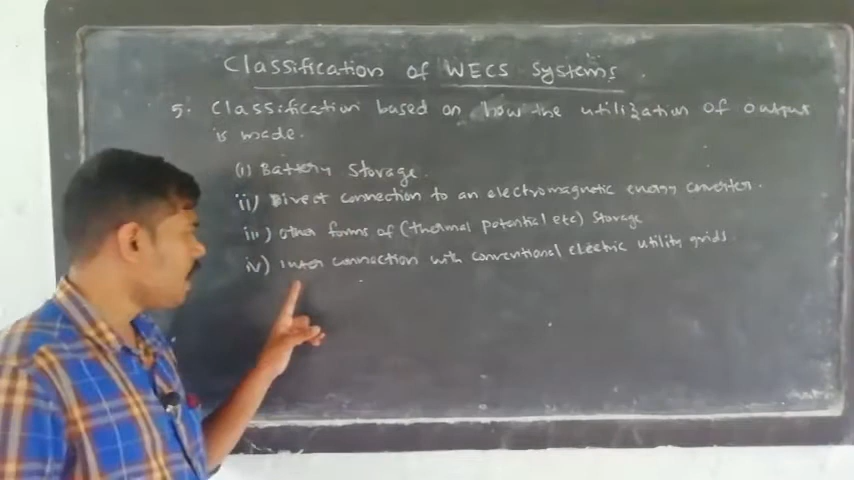 Classification of WECS Systems.
5. Classification based on how the utilization of output
is made.
(i) Battery Storage.
ii) Direct connection to an electromagnetic energy converter.
iii) other forms of (thermal potential etc) Storage
iv) Inter connection with conventional electric utility grids.